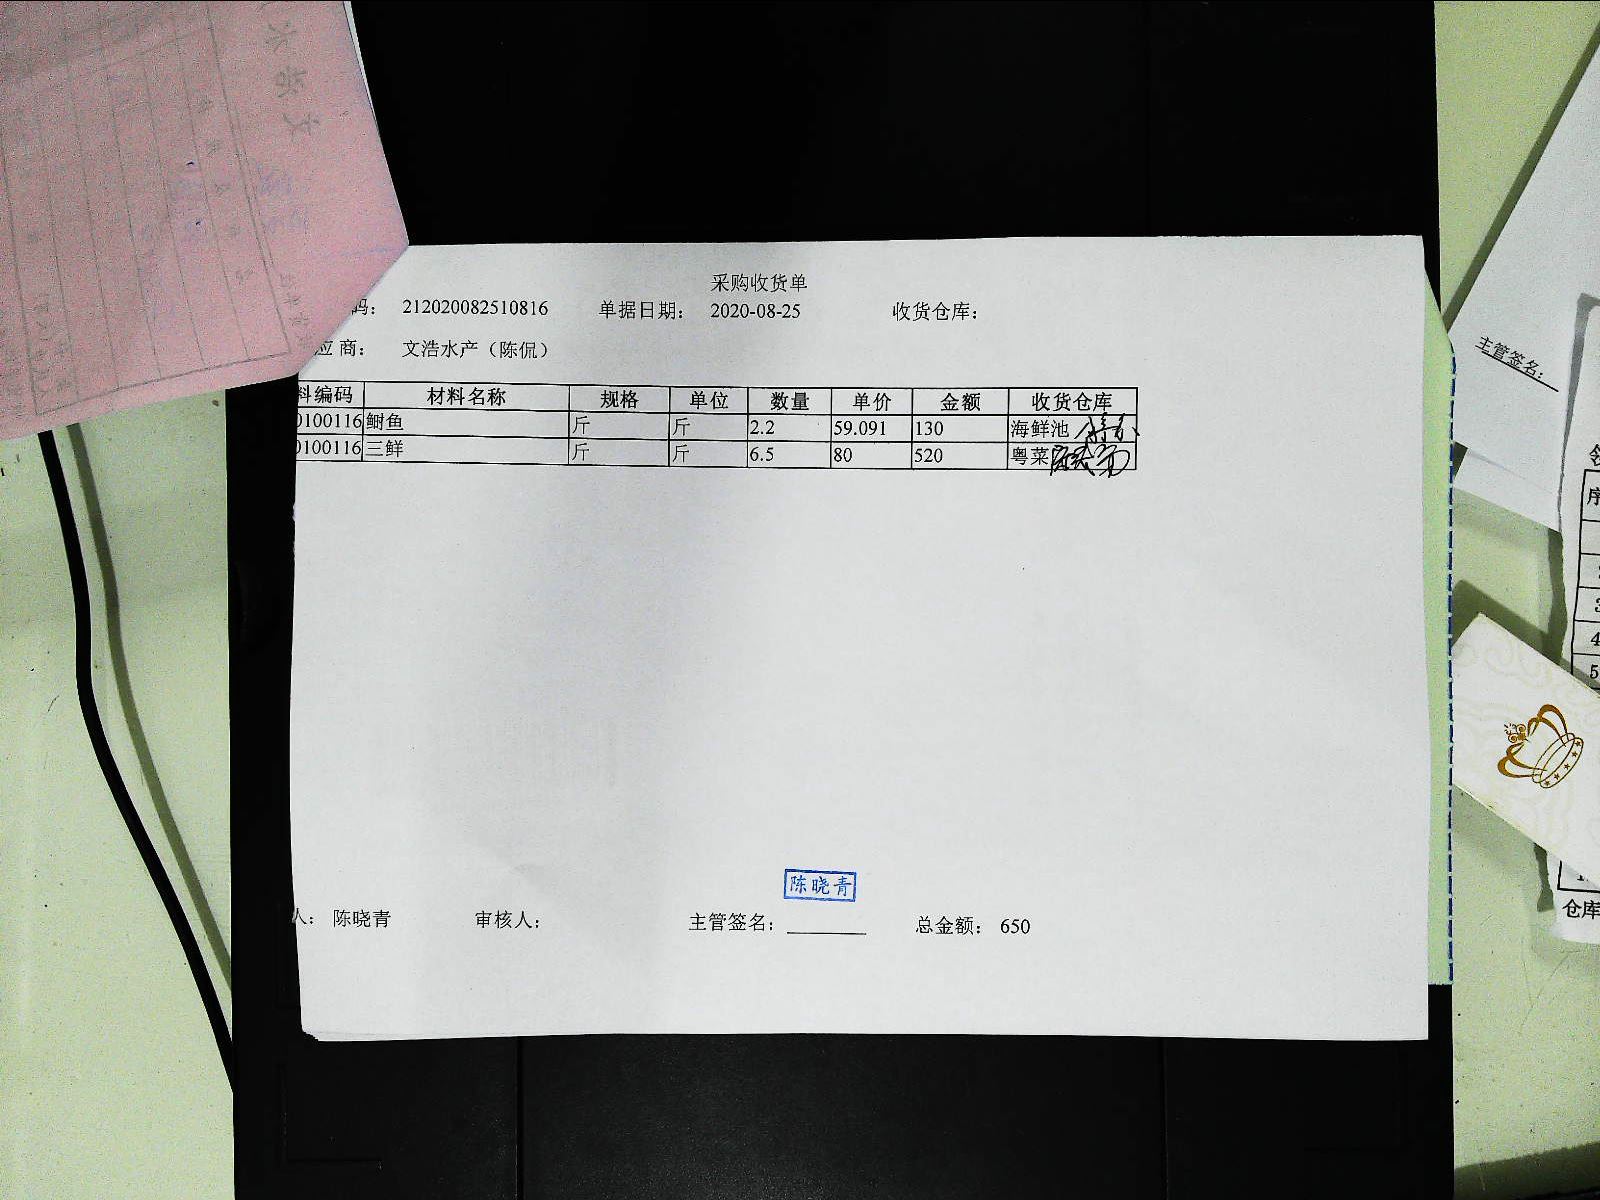 采购收货单
码： 212020082510816 单据日期： 2020-08-25 收货仓库：
应商： 文浩水产（陈侃）
料编码 材料名称 规格 单位 数量 单价 金额 收货仓库
0100116 鲥鱼 斤 斤 2.2 59.091 130 海鲜池
0100116 三鲜 斤 斤 6.5 80 520 粤菜
陈晓青
人： 陈晓青 审核人： 主管签名： 总金额： 650
主管签名：
序
4
5
仓库